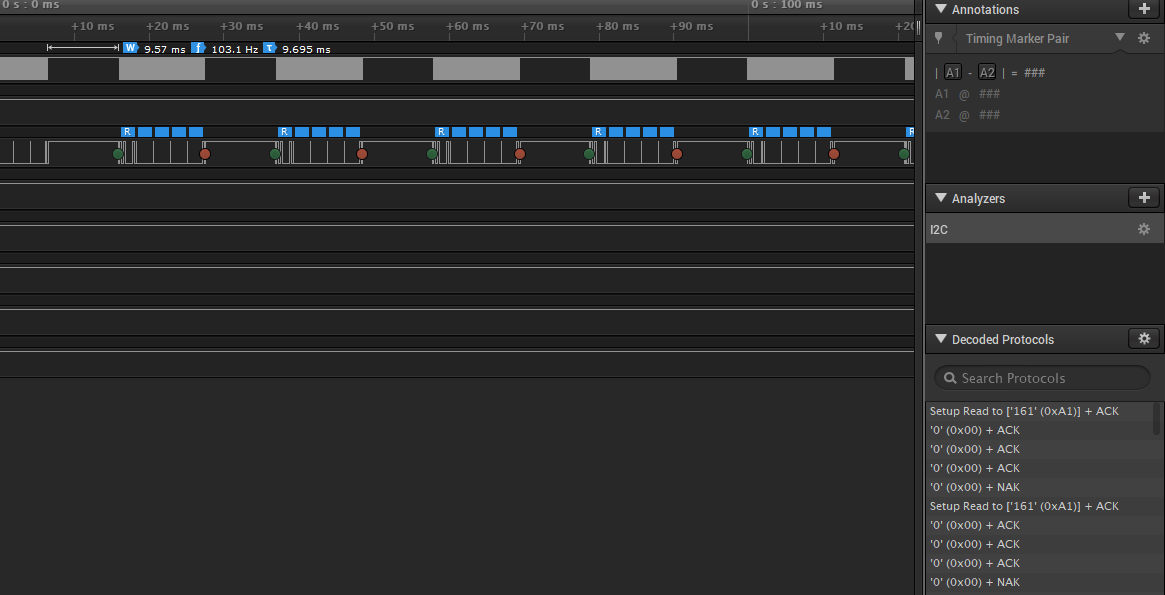 0 s : 0 ms
0 s : 100 ms
+10 ms
+20 ms
+30 ms
+40 ms
+50 ms
+60 ms
+70 ms
+80 ms
+90 ms
+10 ms
+20
W 9.57 ms f 103.1 Hz τ 9.695 ms
R
R
R
R
R
R
Annotations
Timing Marker Pair
| A1 - A2 | = ###
A1 @ ###
A2 @ ###
Analyzers
I2C
Decoded Protocols
Search Protocols
Setup Read to ['161' (0xA1)] + ACK
'0' (0x00) + ACK
'0' (0x00) + ACK
'0' (0x00) + ACK
'0' (0x00) + NAK
Setup Read to ['161' (0xA1)] + ACK
'0' (0x00) + ACK
'0' (0x00) + ACK
'0' (0x00) + ACK
'0' (0x00) + NAK